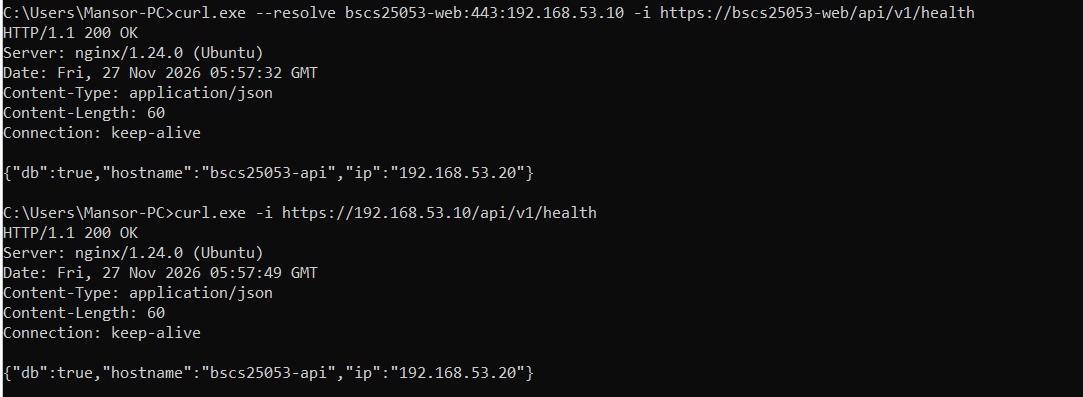 C:\Users\Mansor-PC>curl.exe --resolve bscs25053-web:443:192.168.53.10 -i https://bscs25053-web/api/v1/health
HTTP/1.1 200 OK
Server: nginx/1.24.0 (Ubuntu)
Date: Fri, 27 Nov 2026 05:57:32 GMT
Content-Type: application/json
Content-Length: 60
Connection: keep-alive
{"db":true,"hostname":"bscs25053-api","ip":"192.168.53.20"}
C:\Users\Mansor-PC>curl.exe -i https://192.168.53.10/api/v1/health
HTTP/1.1 200 OK
Server: nginx/1.24.0 (Ubuntu)
Date: Fri, 27 Nov 2026 05:57:49 GMT
Content-Type: application/json
Content-Length: 60
Connection: keep-alive
{"db":true,"hostname":"bscs25053-api","ip":"192.168.53.20"}